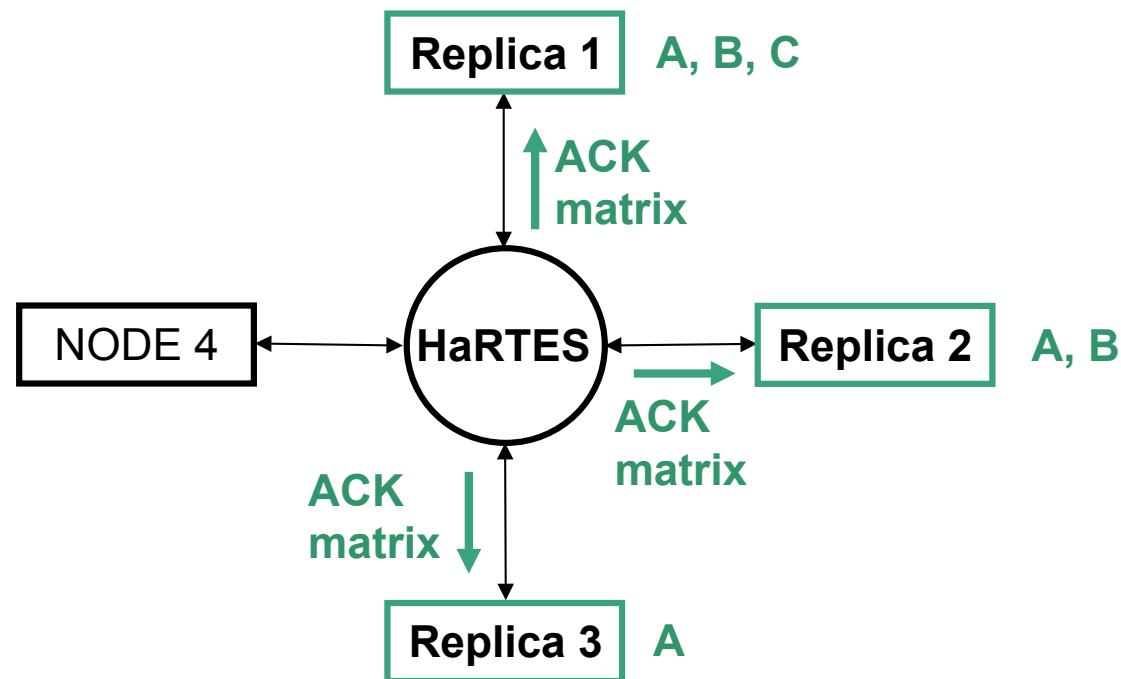 Replica 1
A, B, C
ACK
matrix
NODE 4
HaRTES
Replica 2
A, B
ACK
matrix
ACK
matrix
Replica 3
A